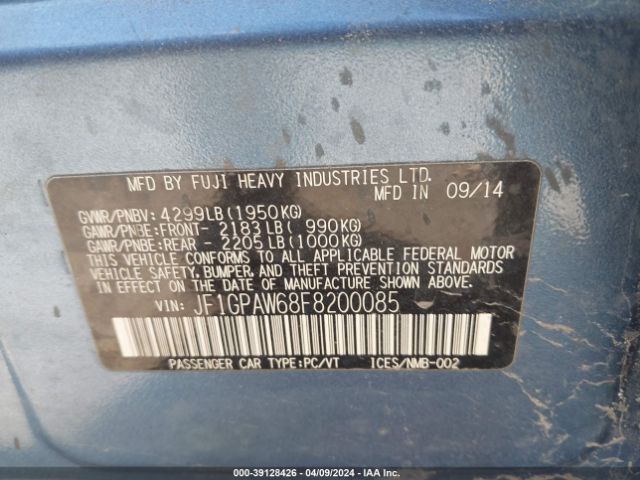 MFD BY FUJI HEAVY INDUSTRIES LTD.
MFD IN 09/14
GVWR/PNBV: 4299LB(1950KG)
GAWR/PNBE:FRONT- 2183LB( 990KG)
GAWR/PNBE:REAR - 2205LB(1000KG)
THIS VEHICLE CONFORMS TO ALL APPLICABLE FEDERAL MOTOR
VEHICLE SAFETY, BUMPER, AND THEFT PREVENTION STANDARDS
IN EFFECT ON THE DATE OF MANUFACTURE SHOWN ABOVE.
VIN: JF1GPAW68F8200085
PASSENGER CAR TYPE:PC/VT ICES/NMB-002
000-39128426 - 04/09/2024 - IAA Inc.